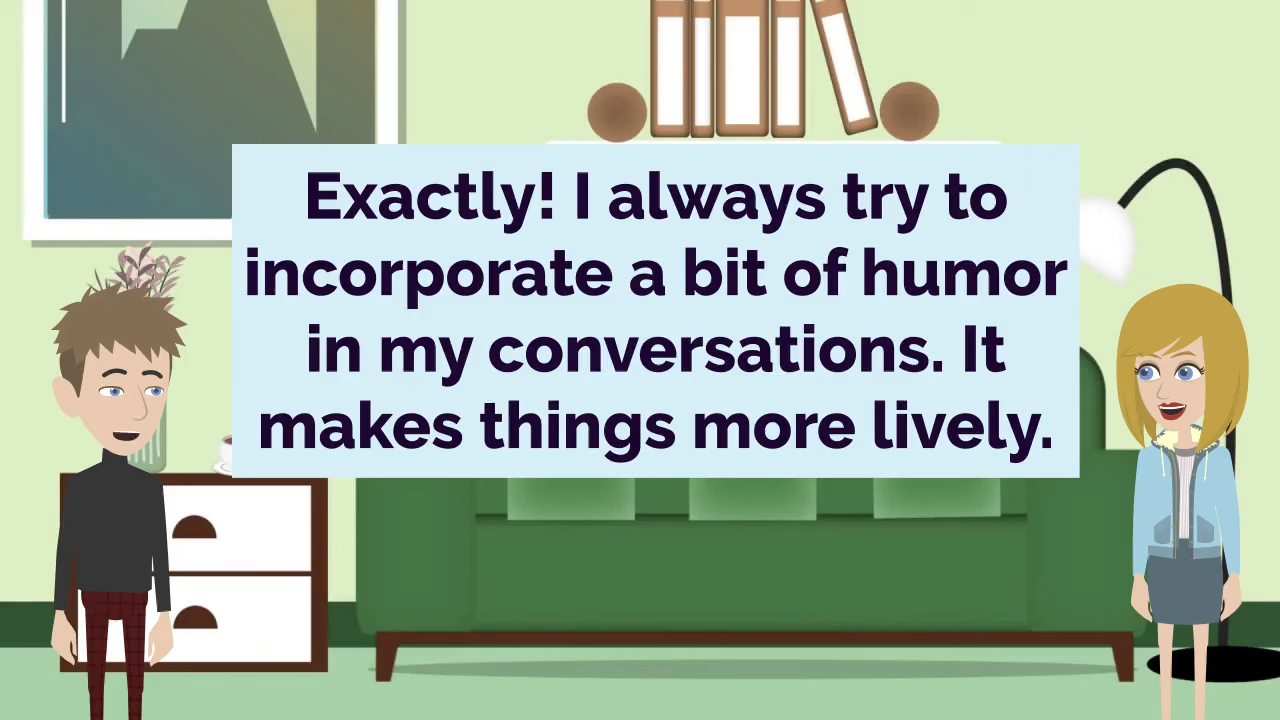 Exactly! I always try to
incorporate a bit of humor
in my conversations. It
makes things more lively.